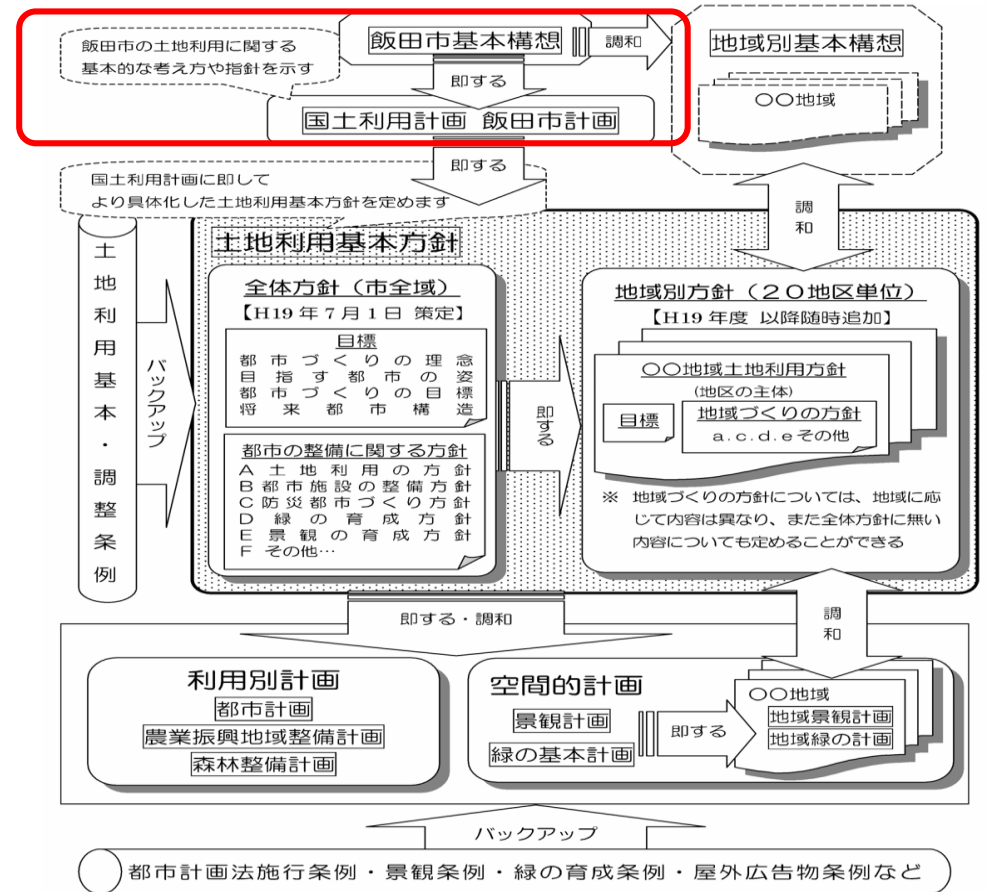 飯田市の土地利用に関する
基本的な考え方や指針を示す
飯田市基本構想
調和
地域別基本構想
〇〇地域
即する
国土利用計画 飯田市計画
即する
国土利用計画に即して
より具体化した土地利用基本方針を定めます
調和
土地利用基本・調整条例
バックアップ
土地利用基本方針
全体方針（市全域）
【H19年7月1日 策定】
目標
都市づくりの理念
目指す都市の姿
都市づくりの目標
将来都市構造
都市の整備に関する方針
A 土地利用の方針
B 都市施設の整備方針
C 防災都市づくり方針
D 緑の育成方針
E 景観の育成方針
F その他…
即する
地域別方針（２０地区単位）
【H19年度 以降随時追加】
〇〇地域土地利用方針
(地区の主体)
目標
地域づくりの方針
a.c.d.eその他
※ 地域づくりの方針については、地域に応
じて内容は異なり、また全体方針に無い
内容についても定めることができる
即する・調和
調和
利用別計画
都市計画
農業振興地域整備計画
森林整備計画
空間的計画
景観計画
緑の基本計画
即する
〇〇地域
地域景観計画
地域緑の計画
バックアップ
都市計画法施行条例・景観条例・緑の育成条例・屋外広告物条例など